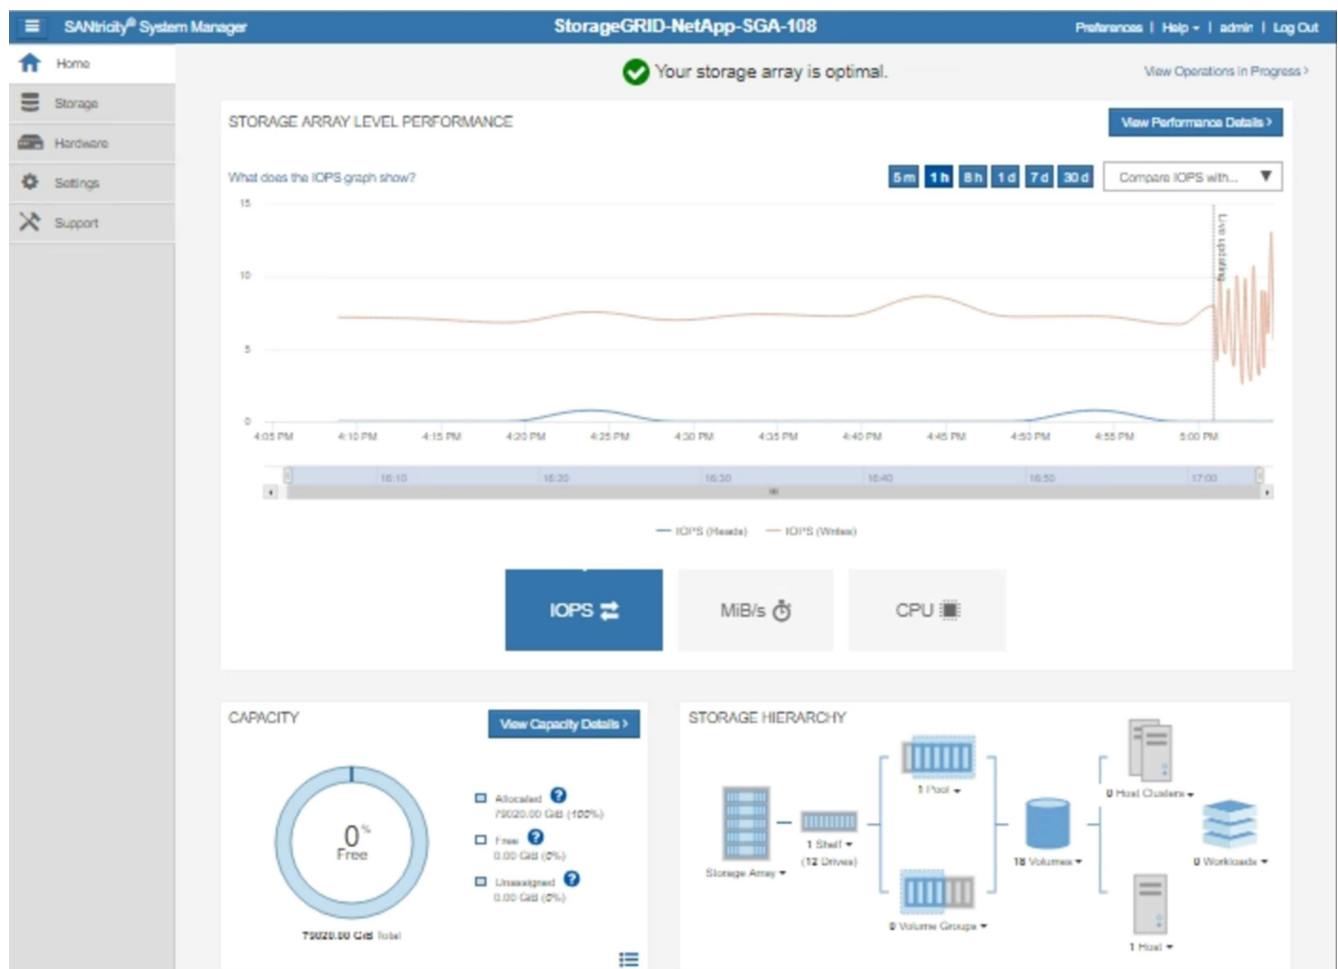 SANtricity® System Manager
StorageGRID-NetApp-SGA-108
Preferences | Help | admin | Log Out
Home
Storage
Hardware
Settings
Support
Your storage array is optimal.
View Operations in Progress >
STORAGE ARRAY LEVEL PERFORMANCE
View Performance Details >
What does the IOPS graph show?
5 m 1 h 8 h 1 d 7 d 30 d
Compare IOPS with...
15
10
5
0
Live updating
4:05 PM 4:10 PM 4:15 PM 4:20 PM 4:25 PM 4:30 PM 4:35 PM 4:40 PM 4:45 PM 4:50 PM 4:55 PM 5:00 PM
16:10 16:20 16:30 16:40 16:50 17:00
IOPS (Reads) IOPS (Writes)
IOPS
MiB/s
CPU
CAPACITY
View Capacity Details >
0%
Free
79020.00 GiB Total
Allocated ?
79020.00 GiB (100%)
Free ?
0.00 GiB (0%)
Unassigned ?
0.00 GiB (0%)
STORAGE HIERARCHY
Storage Array
1 Shelf
(12 Drives)
1 Pool
0 Volume Groups
18 Volumes
0 Host Clusters
1 Host
0 Workloads